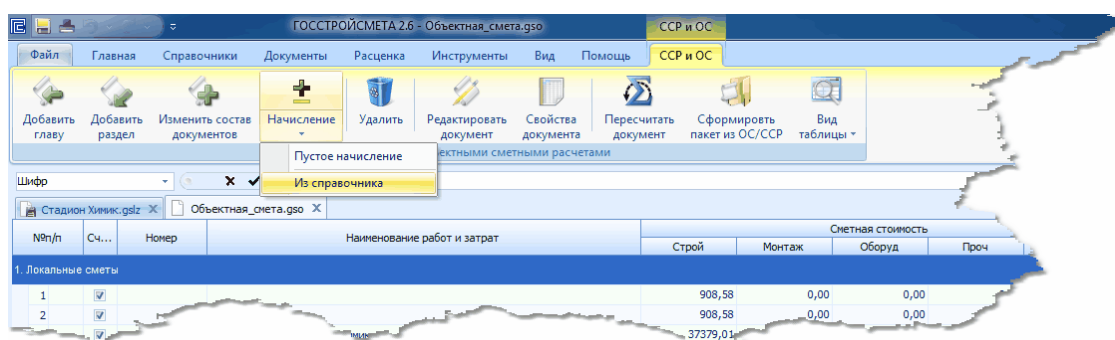 ГОССТРОЙСМЕТА 2.6 - Объектная_смета.gso ССР и ОС
Файл Главная Справочники Документы Расценка Инструменты Вид Помощь ССР и ОС
Добавить Добавить Изменить состав Начисление Удалить Редактировать Свойства Пересчитать Сформировть Вид
главу раздел документов документ документа документ пакет из ОС/ССР таблицы
Пустое начисление ектными сметными расчетами
Шифр Из справочника
Стадион Химик.gslz Объектная_смета.gso
№п/п Сч... Номер Наименование работ и затрат Сметная стоимость
Строй Монтаж Оборуд Проч
1. Локальные сметы
1 908,58 0,00 0,00
2 908,58 0,00 0,00
37379,01